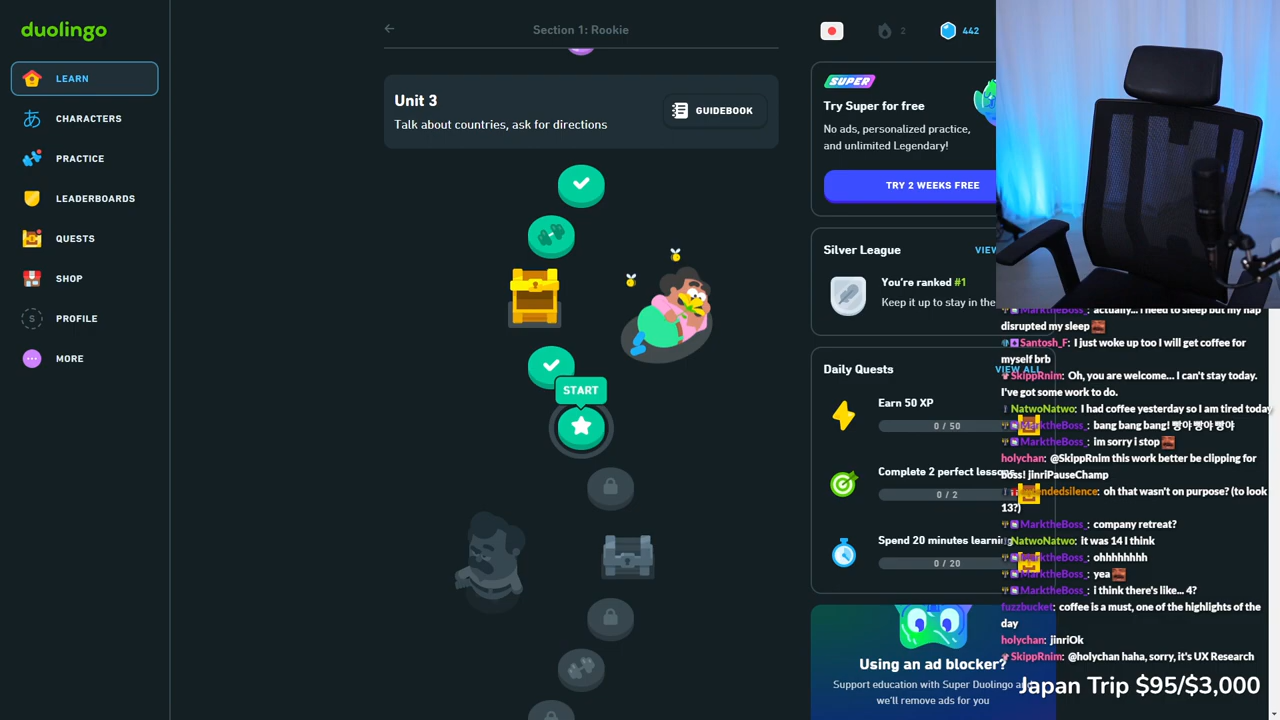 duolingo
LEARN
CHARACTERS
PRACTICE
LEADERBOARDS
QUESTS
SHOP
S
PROFILE
MORE
Section 1: Rookie
Unit 3
Talk about countries, ask for directions
GUIDEBOOK
START
2
442
SUPER
Try Super for free
No ads, personalized practice,
and unlimited Legendary!
TRY 2 WEEKS FREE
Silver League
VIEW
You're ranked #1
Keep it up to stay in the
Daily Quests
VIEW ALL
Earn 50 XP
0 / 50
Complete 2 perfect lessons
0 / 2
Spend 20 minutes learning
0 / 20
Using an ad blocker?
Support education with Super Duolingo and
we'll remove ads for you
MarktheBoss_: actually... i need to sleep but my nap
disrupted my sleep
Santosh_F: I just woke up too I will get coffee for
myself brb
SkippRnim: Oh, you are welcome... I can't stay today.
I've got some work to do.
NatwoNatwo: I had coffee yesterday so I am tired today
MarktheBoss_: bang bang bang! 빵야 빵야 빵야
MarktheBoss_: im sorry i stop
holychan: @SkippRnim this work better be clipping for
boss! jinriPauseChamp
oh that wasn't on purpose? (to look
13?)
MarktheBoss_: company retreat?
NatwoNatwo: it was 14 I think
MarktheBoss_: ohhhhhhhh
MarktheBoss_: yea
MarktheBoss_: i think there's like... 4?
fuzzbucket: coffee is a must, one of the highlights of the
day
holychan: jinriOk
SkippRnim: @holychan haha, sorry, it's UX Research
Japan Trip $95/$3,000